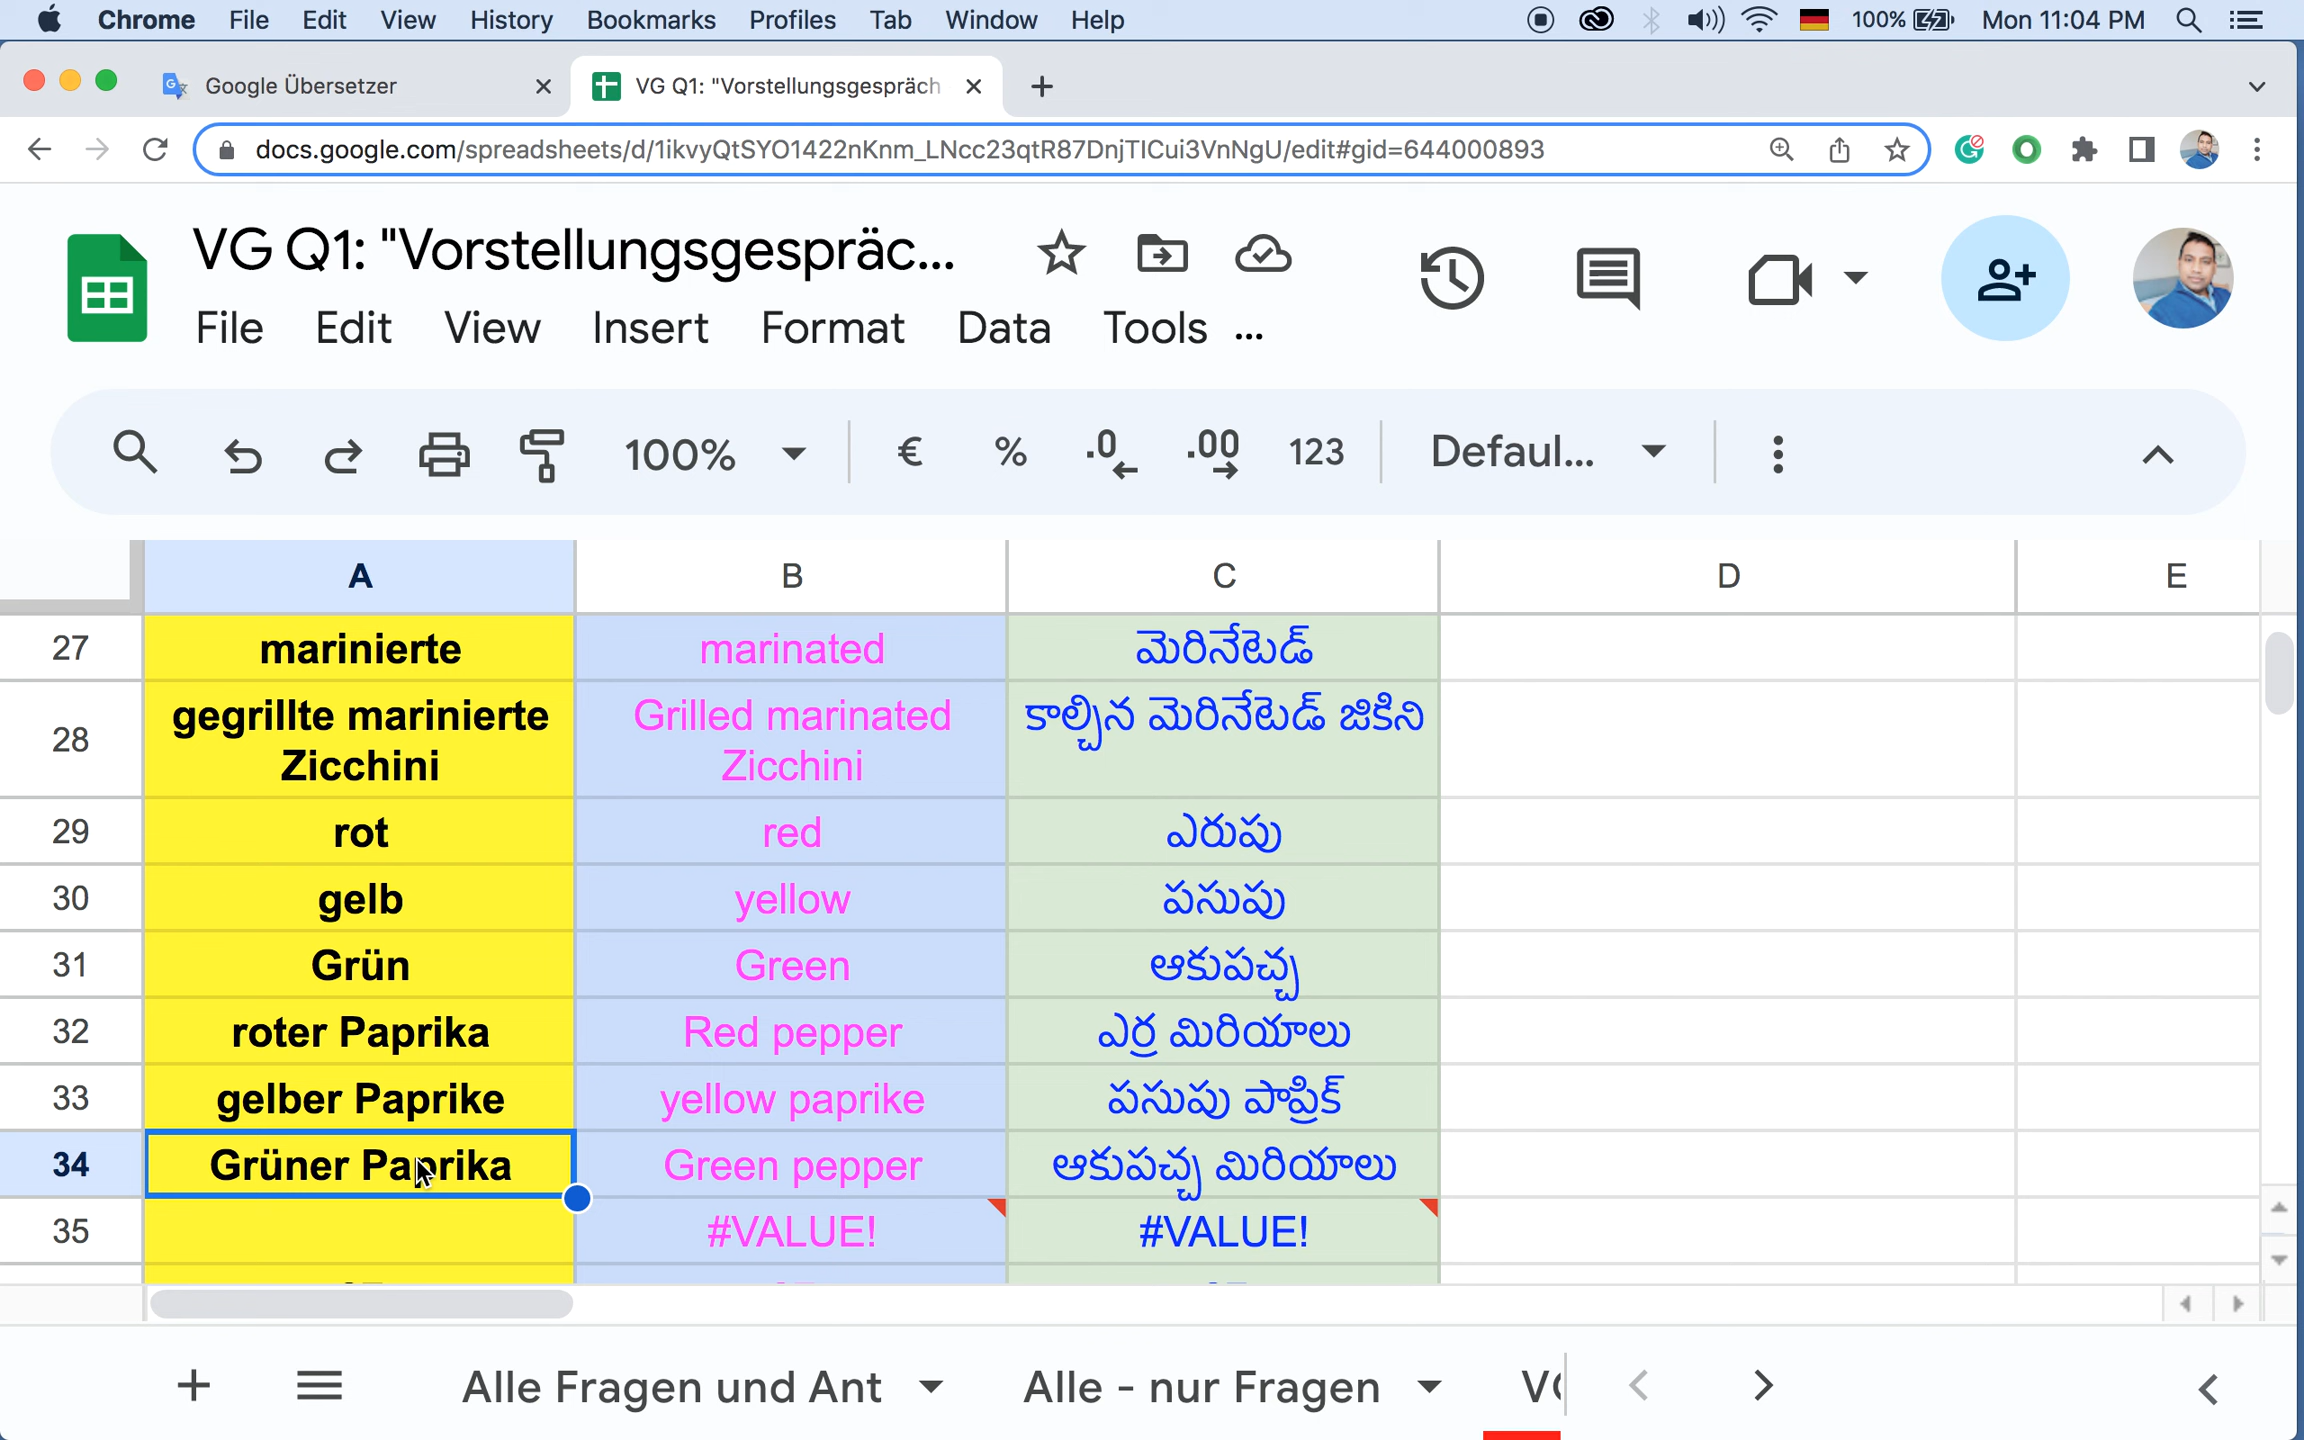 Chrome File Edit View History Bookmarks Profiles Tab Window Help 100% Mon 11:04 PM
Google Übersetzer VG Q1: "Vorstellungsgespräch
docs.google.com/spreadsheets/d/1ikvyQtSYO1422nKnm_LNcc23qtR87DnjTICui3VnNgU/edit#gid=644000893
VG Q1: "Vorstellungsgespräc...
File Edit View Insert Format Data Tools ...
100% € % .0 .00 123 Defaul...
A B C D E
27 marinierte marinated మెరినేటెడ్
28 gegrillte marinierte Grilled marinated కాల్చిన మెరినేటెడ్ జికిని
Zicchini Zicchini
29 rot red ఎరుపు
30 gelb yellow పసుపు
31 Grün Green ఆకుపచ్చ
32 roter Paprika Red pepper ఎర్ర మిరియాలు
33 gelber Paprike yellow paprike పసుపు పాప్రిక్
34 Grüner Paprika Green pepper ఆకుపచ్చ మిరియాలు
35 #VALUE! #VALUE!
Alle Fragen und Ant Alle - nur Fragen